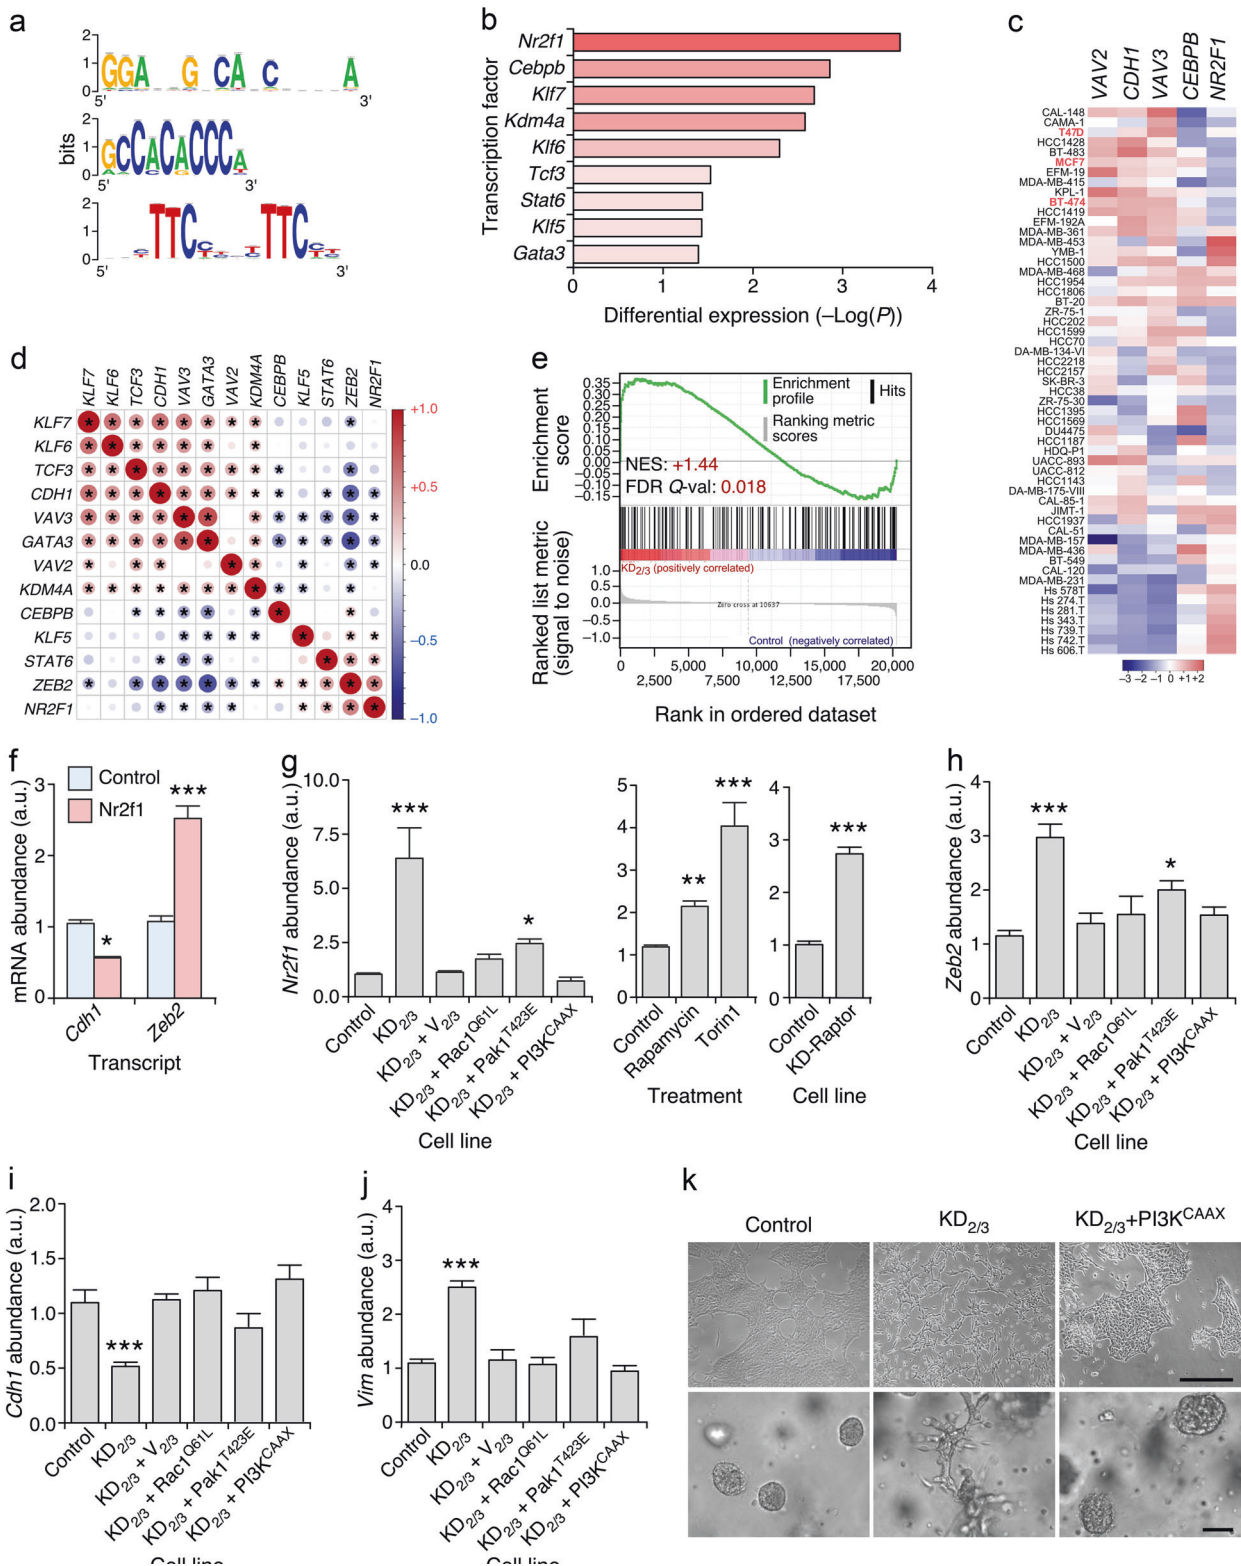 a
2
1
0
GGA G CA C A
5' 3'
bits
2
1
0
GCCACACCCA
5' 3'
2
1
0
TTC TTC
5' 3'
b
Transcription factor
Nr2f1
Cebpb
Klf7
Kdm4a
Klf6
Tcf3
Stat6
Klf5
Gata3
0 1 2 3 4
Differential expression (–Log(P))
c
VAV2 CDH1 VAV3 CEBPB NR2F1
CAL-148
CAMA-1
T47D
HCC1428
BT-483
MCF7
EFM-19
MDA-MB-415
KPL-1
BT-474
HCC1419
EFM-192A
MDA-MB-361
MDA-MB-453
YMB-1
HCC1500
MDA-MB-468
HCC1954
HCC1806
BT-20
ZR-75-1
HCC202
HCC1599
HCC70
DA-MB-134-VI
HCC2218
HCC2157
SK-BR-3
HCC38
ZR-75-30
HCC1395
HCC1569
DU4475
HCC1187
HDQ-P1
UACC-893
UACC-812
HCC1143
DA-MB-175-VIII
CAL-85-1
JIMT-1
HCC1937
CAL-51
MDA-MB-157
MDA-MB-436
BT-549
CAL-120
MDA-MB-231
Hs 578T
Hs 274.T
Hs 281.T
Hs 343.T
Hs 739.T
Hs 742.T
Hs 606.T
–3 –2 –1 0 +1+2
d
KLF7 KLF6 TCF3 CDH1 VAV3 GATA3 VAV2 KDM4A CEBPB KLF5 STAT6 ZEB2 NR2F1
KLF7
KLF6
TCF3
CDH1
VAV3
GATA3
VAV2
KDM4A
CEBPB
KLF5
STAT6
ZEB2
NR2F1
+1.0
+0.5
0.0
–0.5
–1.0
e
Enrichment score
0.35
0.30
0.25
0.20
0.15
0.10
0.05
0.00
–0.05
–0.10
–0.15
Enrichment profile
Hits
Ranking metric scores
NES: +1.44
FDR Q-val: 0.018
Ranked list metric (signal to noise)
KD2/3 (positively correlated)
1.0
0.5
0.0
–0.5
–1.0
Zero cross at 10637
Control (negatively correlated)
0 5,000 10,000 15,000 20,000
2,500 7,500 12,500 17,500
Rank in ordered dataset
f
Control
Nr2f1
mRNA abundance (a.u.)
3
2
1
0
*
***
Cdh1 Zeb2
Transcript
g
Nr2f1 abundance (a.u.)
10.0
7.5
5.0
2.5
0.0
***
*
Control
KD2/3
KD2/3 + V2/3
KD2/3 + Rac1Q61L
KD2/3 + Pak1T423E
KD2/3 + PI3KCAAX
Cell line
5
4
3
2
1
0
**
***
Control
Rapamycin
Torin1
Treatment
4
3
2
1
0
***
Control
KD-Raptor
Cell line
h
Zeb2 abundance (a.u.)
4
3
2
1
0
***
*
Control
KD2/3
KD2/3 + V2/3
KD2/3 + Rac1Q61L
KD2/3 + Pak1T423E
KD2/3 + PI3KCAAX
Cell line
i
Cdh1 abundance (a.u.)
2.0
1.5
1.0
0.5
0.0
***
Control
KD2/3
KD2/3 + V2/3
KD2/3 + Rac1Q61L
KD2/3 + Pak1T423E
KD2/3 + PI3KCAAX
Cell line
j
Vim abundance (a.u.)
4
3
2
1
0
***
Control
KD2/3
KD2/3 + V2/3
KD2/3 + Rac1Q61L
KD2/3 + Pak1T423E
KD2/3 + PI3KCAAX
Cell line
k
Control KD2/3 KD2/3+PI3KCAAX